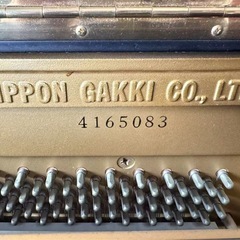 IPPON GAKKI CO., LT
4165083